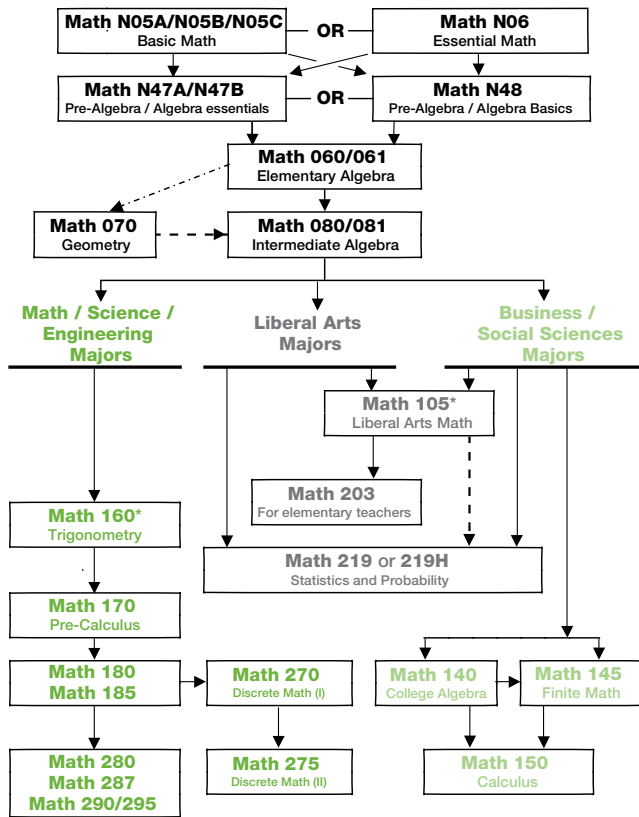 Math N05A/N05B/N05C
Basic Math
OR
Math N06
Essential Math
Math N47A/N47B
Pre-Algebra / Algebra essentials
OR
Math N48
Pre-Algebra / Algebra Basics
Math 060/061
Elementary Algebra
Math 070
Geometry
Math 080/081
Intermediate Algebra
Math / Science /
Engineering
Majors
Liberal Arts
Majors
Business /
Social Sciences
Majors
Math 105*
Liberal Arts Math
Math 203
For elementary teachers
Math 160*
Trigonometry
Math 219 or 219H
Statistics and Probability
Math 170
Pre-Calculus
Math 180
Math 185
Math 270
Discrete Math (I)
Math 140
College Algebra
Math 145
Finite Math
Math 280
Math 287
Math 290/295
Math 275
Discrete Math (II)
Math 150
Calculus